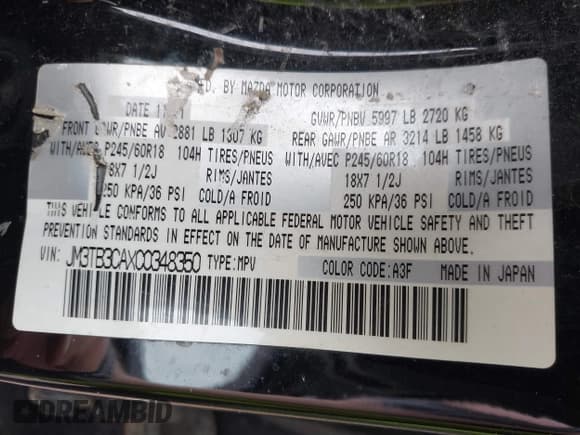 BY MAZDA MOTOR CORPORATION
DATE GVWR/PNBV 5997 LB 2720 KG
FRONT GAWR/PNBE AV 2881 LB 1307 KG REAR GAWR/PNBE AR 3214 LB 1458 KG
WITH/AVEC P245/60R18 104H TIRES/PNEUS WITH/AVEC P245/60R18 104H TIRES/PNEUS
18X7 1/2J RIMS/JANTES 18X7 1/2J RIMS/JANTES
250 KPA/36 PSI COLD/A FROID 250 KPA/36 PSI COLD/A FROID
THIS VEHICLE CONFORMS TO ALL APPLICABLE FEDERAL MOTOR VEHICLE SAFETY AND THEFT
PREVENTION STANDARDS IN EFFECT ON THE DATE OF MANUFACTURE SHOWN ABOVE.
VIN: JM3TB3CAXC0348350 TYPE:MPV COLOR CODE:A3F MADE IN JAPAN
DREAMBID